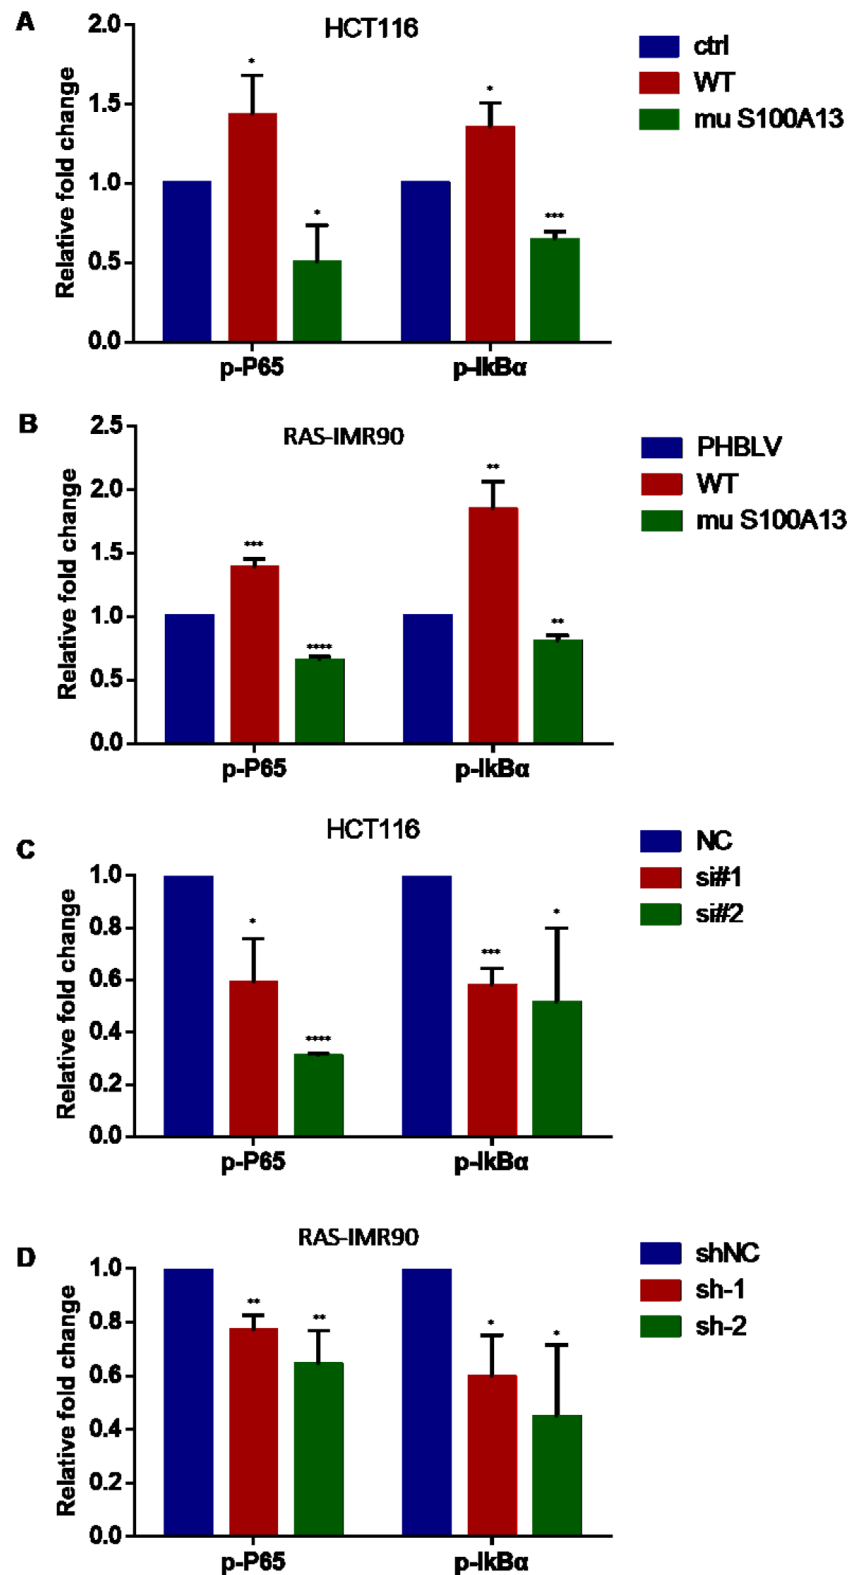 A
HCT116
ctrl
WT
mu S100A13
Relative fold change
2.0
1.5
1.0
0.5
0.0
*
*
*
***
p-P65
p-IkBα
B
RAS-IMR90
PHBLV
WT
mu S100A13
Relative fold change
2.5
2.0
1.5
1.0
0.5
0.0
***
****
**
**
p-P65
p-IkBα
C
HCT116
NC
si#1
si#2
Relative fold change
1.0
0.8
0.6
0.4
0.2
0.0
*
****
***
*
p-P65
p-IkBα
D
RAS-IMR90
shNC
sh-1
sh-2
Relative fold change
1.0
0.8
0.6
0.4
0.2
0.0
**
**
*
*
p-P65
p-IkBα